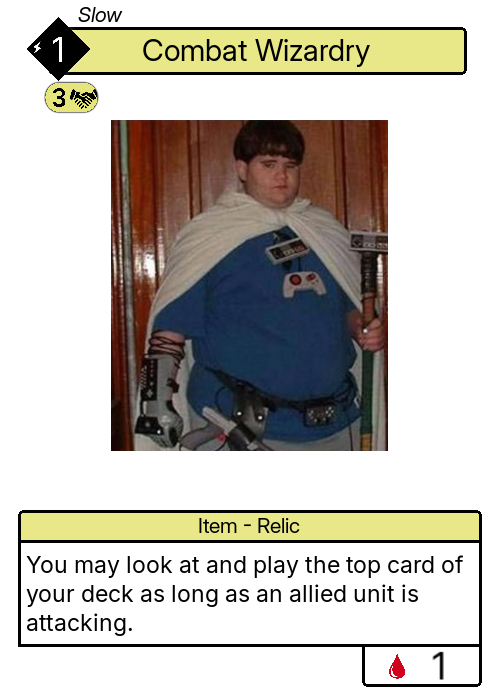 Slow
1
Combat Wizardry
3
Item - Relic
You may look at and play the top card of
your deck as long as an allied unit is
attacking.
1